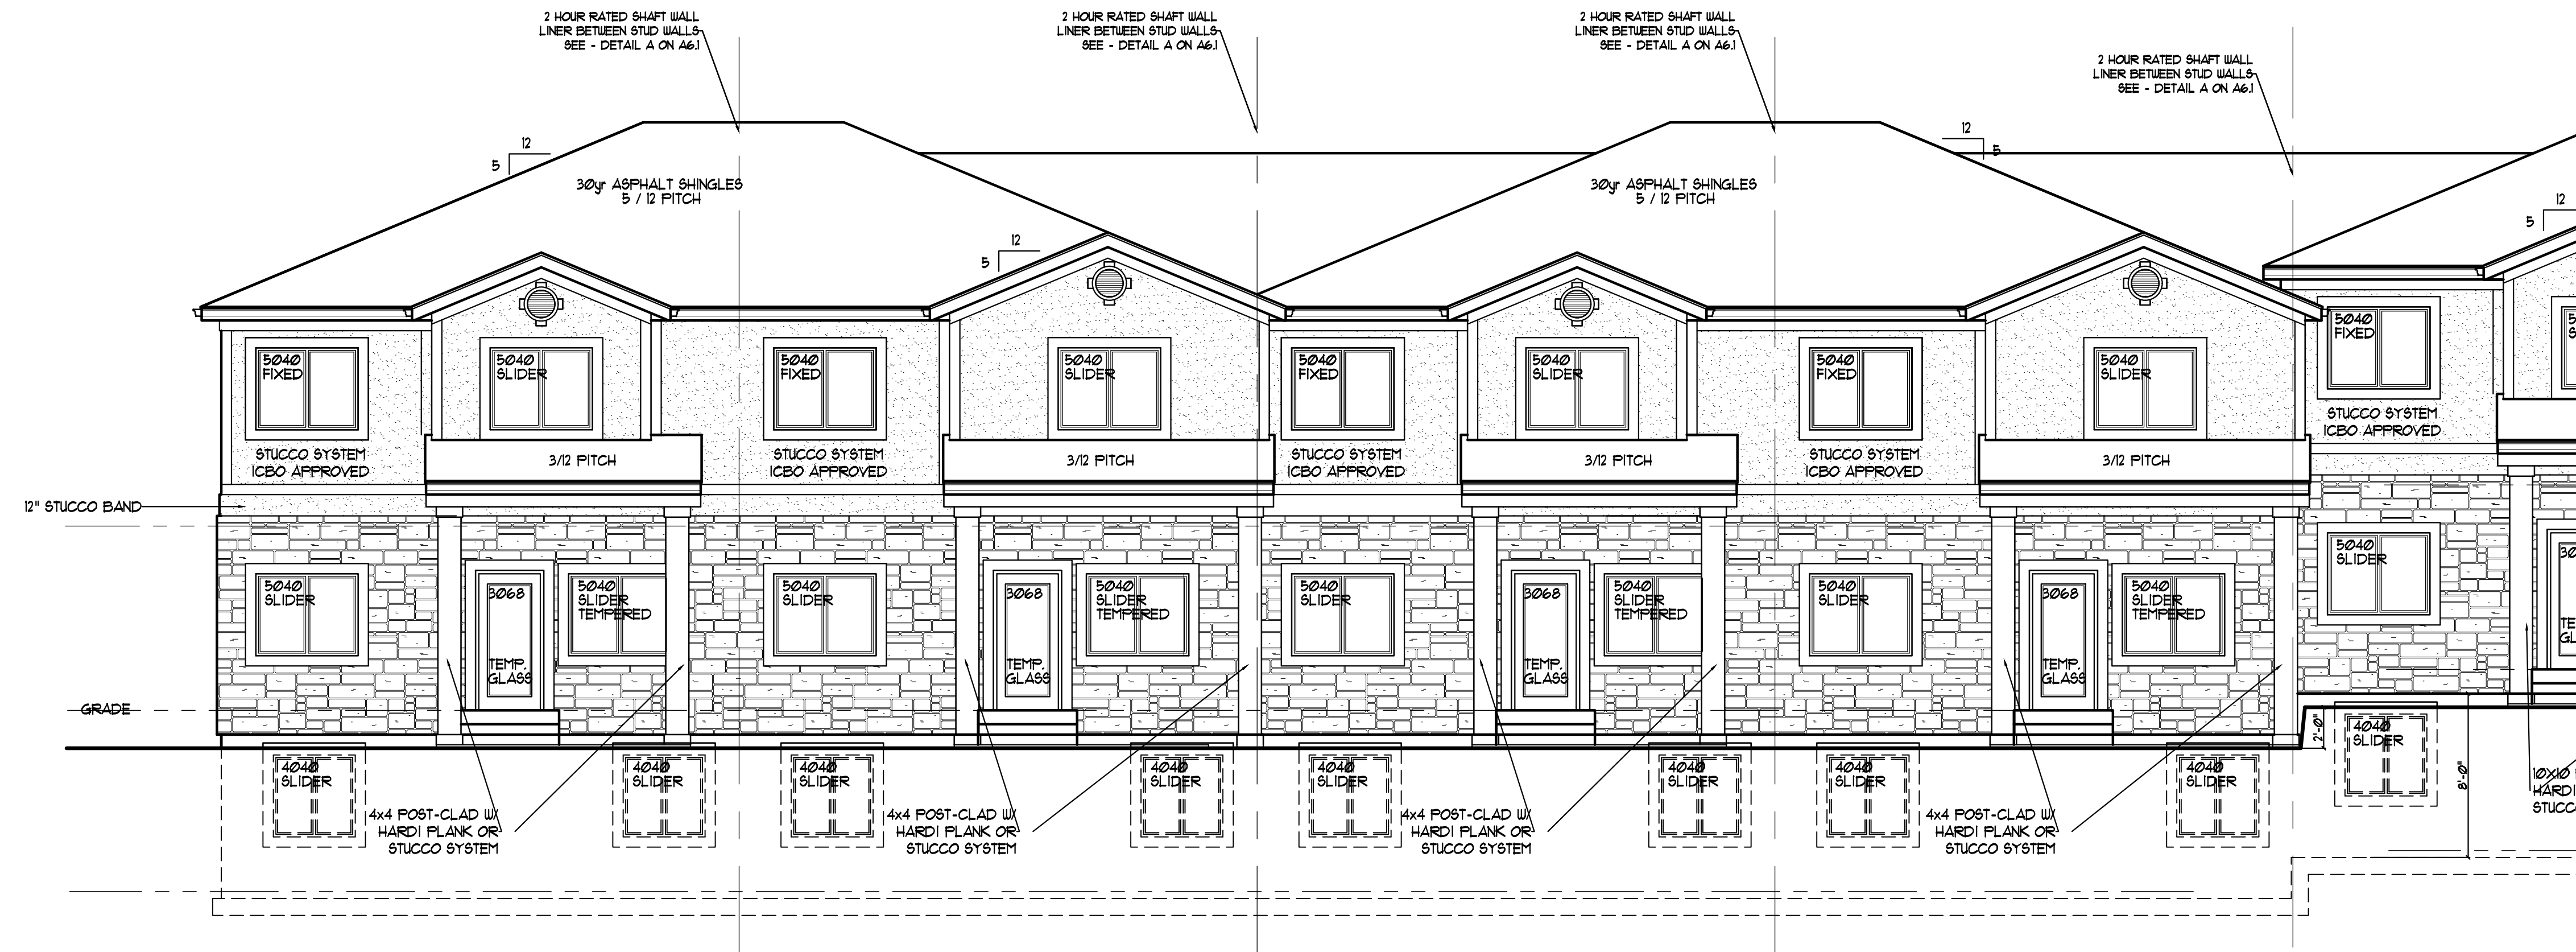 2 HOUR RATED SHAFT WALL
LINER BETWEEN STUD WALLS
SEE - DETAIL A ON A6.1
2 HOUR RATED SHAFT WALL
LINER BETWEEN STUD WALLS
SEE - DETAIL A ON A6.1
2 HOUR RATED SHAFT WALL
LINER BETWEEN STUD WALLS
SEE - DETAIL A ON A6.1
2 HOUR RATED SHAFT WALL
LINER BETWEEN STUD WALLS
SEE - DETAIL A ON A6.1
12
5
12
5
12
5
12
5
30yr ASPHALT SHINGLES
5 / 12 PITCH
30yr ASPHALT SHINGLES
5 / 12 PITCH
5040
FIXED
5040
SLIDER
5040
FIXED
5040
SLIDER
5040
FIXED
5040
SLIDER
5040
FIXED
5040
SLIDER
5040
FIXED
STUCCO SYSTEM
ICBO APPROVED
3/12 PITCH
STUCCO SYSTEM
ICBO APPROVED
3/12 PITCH
STUCCO SYSTEM
ICBO APPROVED
3/12 PITCH
STUCCO SYSTEM
ICBO APPROVED
3/12 PITCH
STUCCO SYSTEM
ICBO APPROVED
12" STUCCO BAND
5040
SLIDER
3068
TEMP.
GLASS
5040
SLIDER
TEMPERED
5040
SLIDER
3068
TEMP.
GLASS
5040
SLIDER
TEMPERED
5040
SLIDER
3068
TEMP.
GLASS
5040
SLIDER
TEMPERED
5040
SLIDER
3068
TEMP.
GLASS
5040
SLIDER
TEMPERED
5040
SLIDER
GRADE
4040
SLIDER
4040
SLIDER
4040
SLIDER
4040
SLIDER
4040
SLIDER
4040
SLIDER
4040
SLIDER
4040
SLIDER
4040
SLIDER
2'-0"
8'-0"
4x4 POST-CLAD W/
HARDI PLANK OR
STUCCO SYSTEM
4x4 POST-CLAD W/
HARDI PLANK OR
STUCCO SYSTEM
4x4 POST-CLAD W/
HARDI PLANK OR
STUCCO SYSTEM
4x4 POST-CLAD W/
HARDI PLANK OR
STUCCO SYSTEM
10X10
HARDI